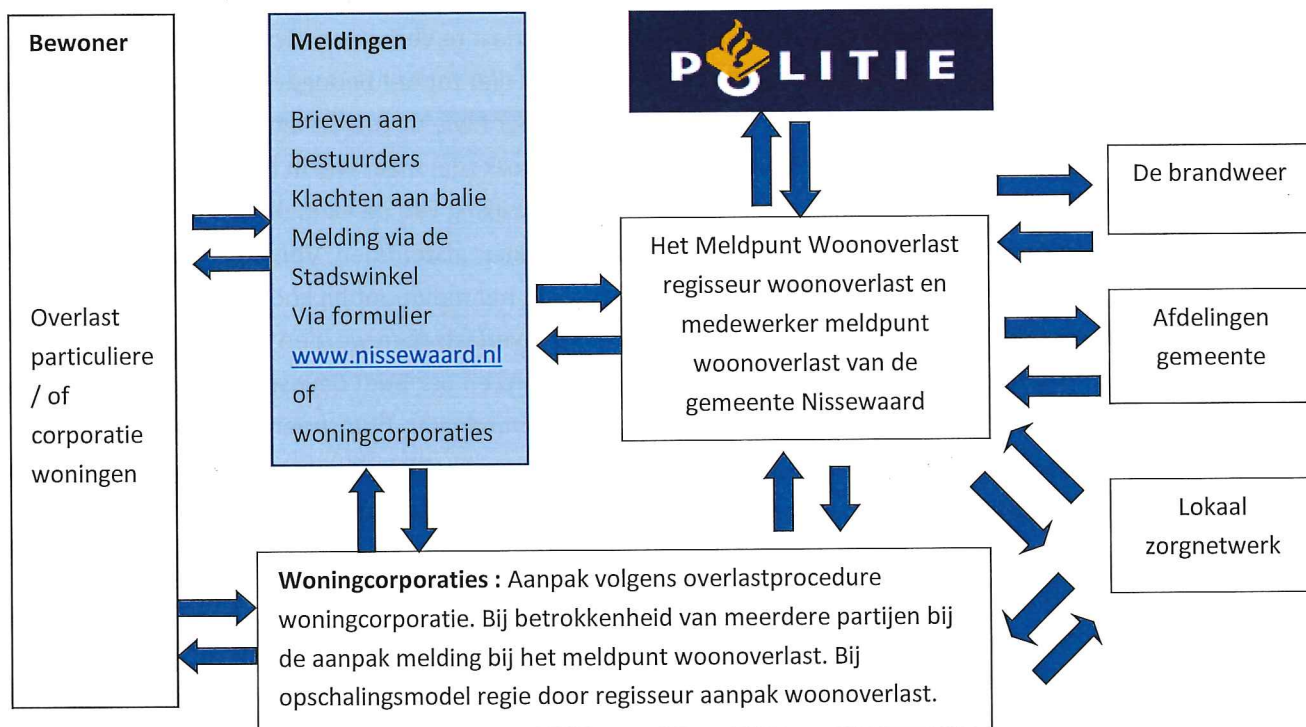 Bewoner
Overlast
particuliere
/ of
corporatie
woningen
Meldingen
Brieven aan
bestuurders
Klachten aan balie
Melding via de
Stadswinkel
Via formulier
www.nissewaard.nl
of
woningcorporaties
POLITIE
Het Meldpunt Woonoverlast
regisseur woonoverlast en
medewerker meldpunt
woonoverlast van de
gemeente Nissewaard
De brandweer
Afdelingen
gemeente
Lokaal
zorgnetwerk
Woningcorporaties : Aanpak volgens overlastprocedure
woningcorporatie. Bij betrokkenheid van meerdere partijen bij
de aanpak melding bij het meldpunt woonoverlast. Bij
opschalingsmodel regie door regisseur aanpak woonoverlast.